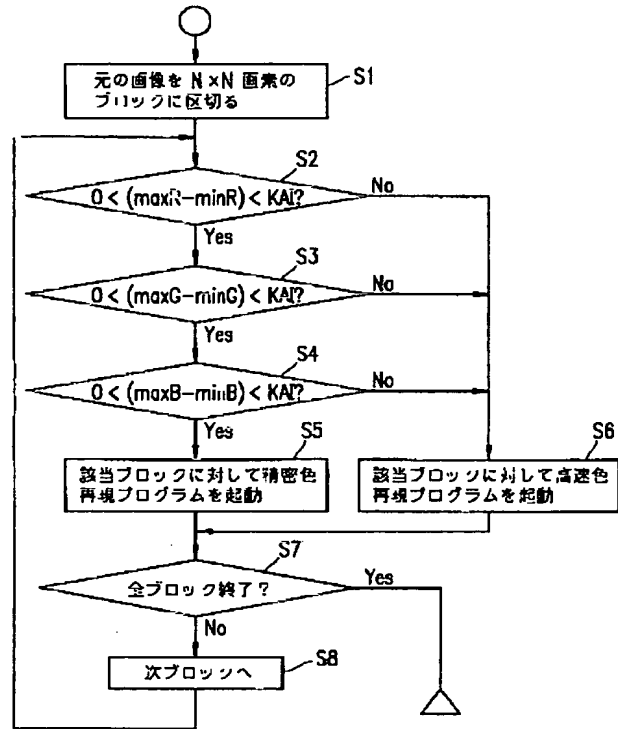 元の画像を N×N 画素の
ブロックに区切る
S1
S2
0 < (maxR-minR) < KAI?
No
Yes
S3
0 < (maxG-minG) < KAI?
No
Yes
S4
0 < (maxB-minB) < KAI?
No
Yes
S5
該当ブロックに対して精密色
再現プログラムを起動
S6
該当ブロックに対して高速色
再現プログラムを起動
S7
全ブロック終了?
Yes
No
次ブロックへ
S8